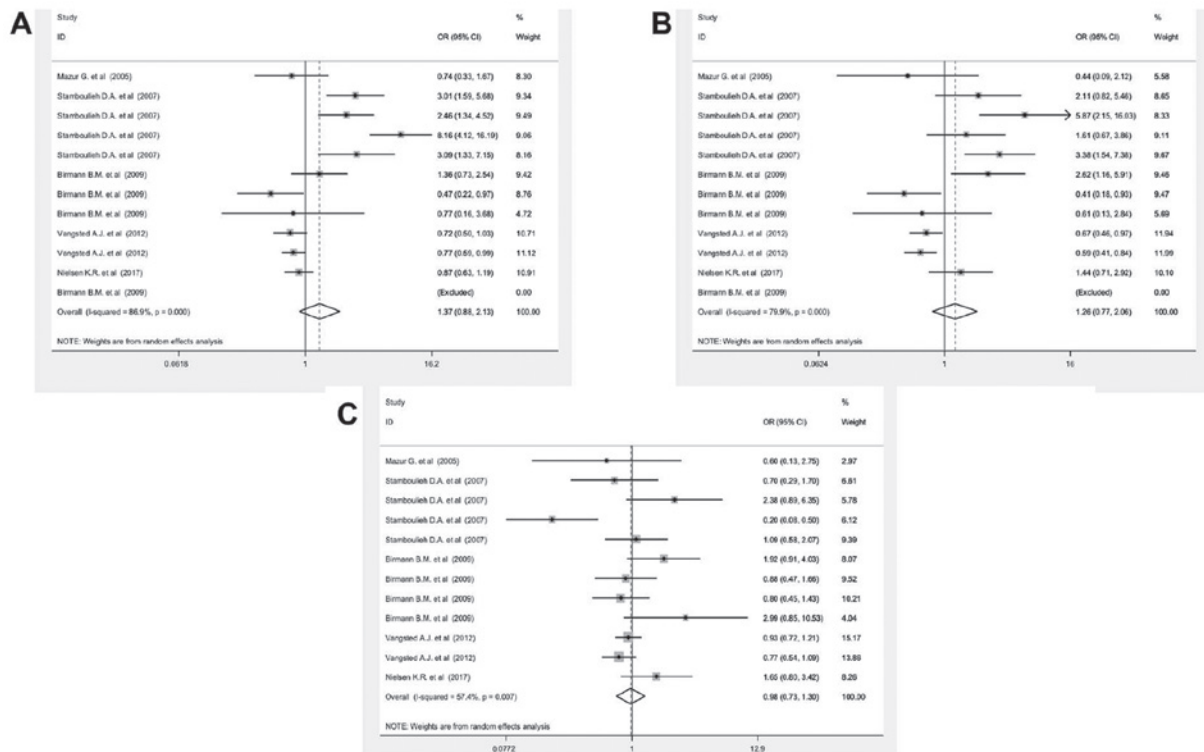 A
Study %
ID OR (95% CI) Weight
Mazur G. et al (2005) 0.74 (0.33, 1.67) 8.30
Stamboulieh D.A. et al (2007) 3.01 (1.59, 5.68) 9.34
Stamboulieh D.A. et al (2007) 2.46 (1.34, 4.52) 9.49
Stamboulieh D.A. et al (2007) 8.16 (4.12, 16.19) 9.06
Stamboulieh D.A. et al (2007) 3.09 (1.33, 7.15) 8.16
Birmann B.M. et al (2009) 1.36 (0.73, 2.54) 9.42
Birmann B.M. et al (2009) 0.47 (0.22, 0.97) 8.76
Birmann B.M. et al (2009) 0.77 (0.16, 3.68) 4.72
Vangsted A.J. et al (2012) 0.72 (0.50, 1.03) 10.71
Vangsted A.J. et al (2012) 0.77 (0.59, 0.99) 11.12
Nielsen K.R. et al (2017) 0.87 (0.63, 1.19) 10.91
Birmann B.M. et al (2009) (Excluded) 0.00
Overall (I-squared = 86.9%, p = 0.000) 1.37 (0.88, 2.13) 100.00
NOTE: Weights are from random effects analysis
0.0618 1 16.2
B
Study %
ID OR (95% CI) Weight
Mazur G. et al (2005) 0.44 (0.09, 2.12) 5.58
Stamboulieh D.A. et al (2007) 2.11 (0.82, 5.46) 8.65
Stamboulieh D.A. et al (2007) 5.87 (2.15, 16.03) 8.33
Stamboulieh D.A. et al (2007) 1.61 (0.67, 3.86) 9.11
Stamboulieh D.A. et al (2007) 3.38 (1.54, 7.38) 9.67
Birmann B.M. et al (2009) 2.62 (1.16, 5.91) 9.46
Birmann B.M. et al (2009) 0.41 (0.18, 0.93) 9.47
Birmann B.M. et al (2009) 0.61 (0.13, 2.84) 5.69
Vangsted A.J. et al (2012) 0.67 (0.46, 0.97) 11.94
Vangsted A.J. et al (2012) 0.59 (0.41, 0.84) 11.99
Nielsen K.R. et al (2017) 1.44 (0.71, 2.92) 10.10
Birmann B.M. et al (2009) (Excluded) 0.00
Overall (I-squared = 79.9%, p = 0.000) 1.26 (0.77, 2.06) 100.00
NOTE: Weights are from random effects analysis
0.0624 1 16
C
Study %
ID OR (95% CI) Weight
Mazur G. et al (2005) 0.60 (0.13, 2.75) 2.97
Stamboulieh D.A. et al (2007) 0.70 (0.29, 1.70) 6.61
Stamboulieh D.A. et al (2007) 2.38 (0.89, 6.35) 5.78
Stamboulieh D.A. et al (2007) 0.20 (0.08, 0.50) 6.12
Stamboulieh D.A. et al (2007) 1.09 (0.58, 2.07) 9.39
Birmann B.M. et al (2009) 1.92 (0.91, 4.03) 8.07
Birmann B.M. et al (2009) 0.88 (0.47, 1.66) 9.52
Birmann B.M. et al (2009) 0.80 (0.45, 1.43) 10.21
Birmann B.M. et al (2009) 2.99 (0.85, 10.53) 4.04
Vangsted A.J. et al (2012) 0.93 (0.72, 1.21) 15.17
Vangsted A.J. et al (2012) 0.77 (0.54, 1.09) 13.86
Nielsen K.R. et al (2017) 1.65 (0.80, 3.42) 8.26
Overall (I-squared = 57.4%, p = 0.007) 0.98 (0.73, 1.30) 100.00
NOTE: Weights are from random effects analysis
0.0772 1 12.9